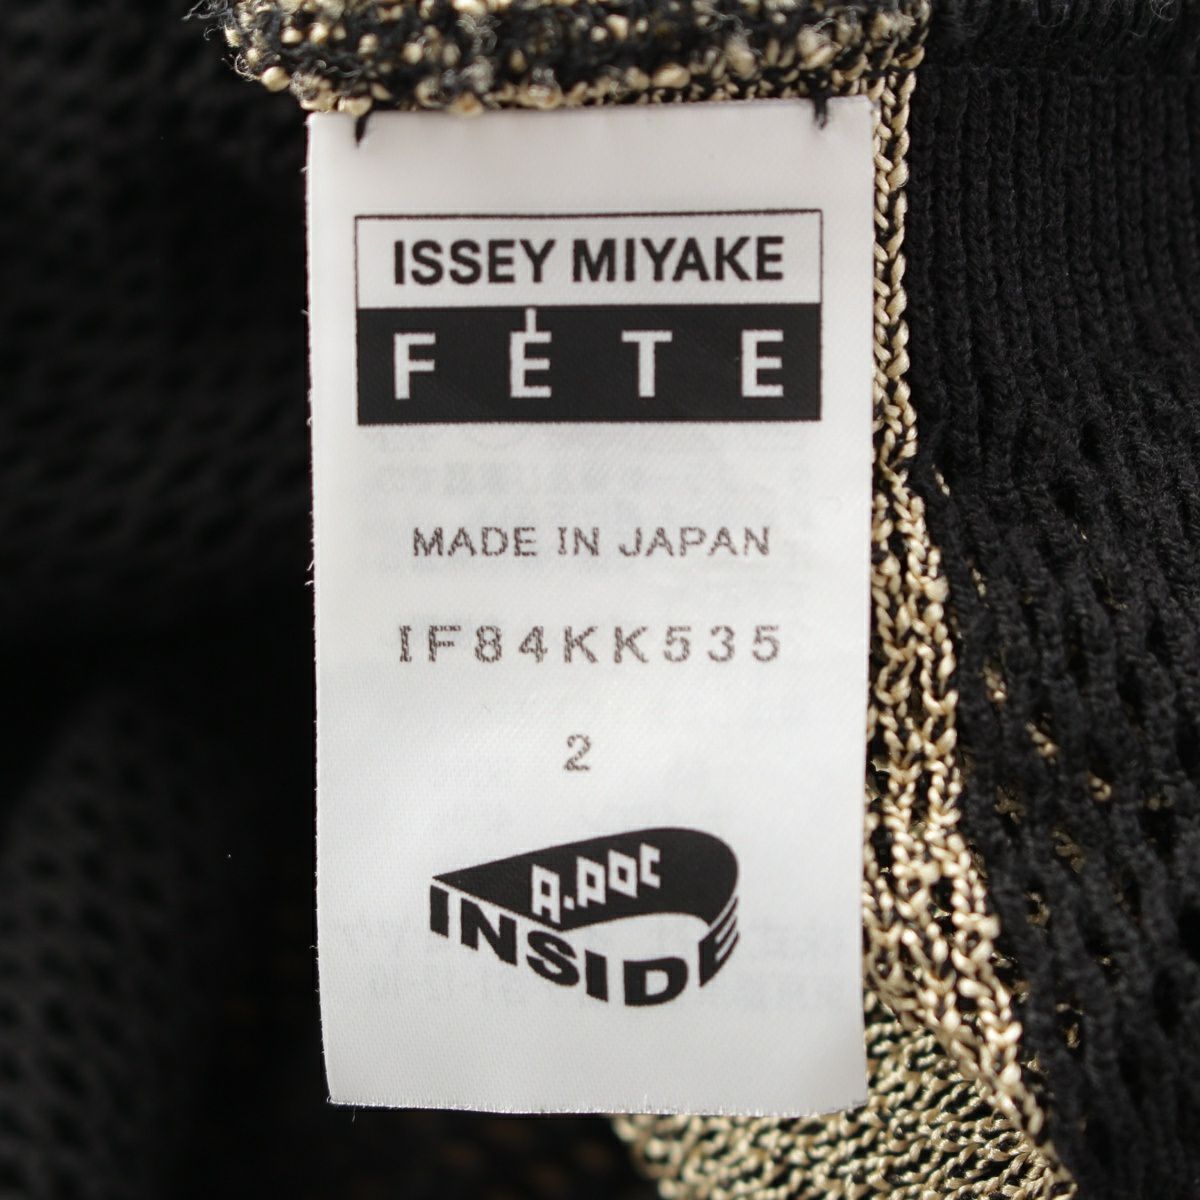 ISSEY MIYAKE
FÊTE
MADE IN JAPAN
IF84KK535
2
A-POC
INSIDE